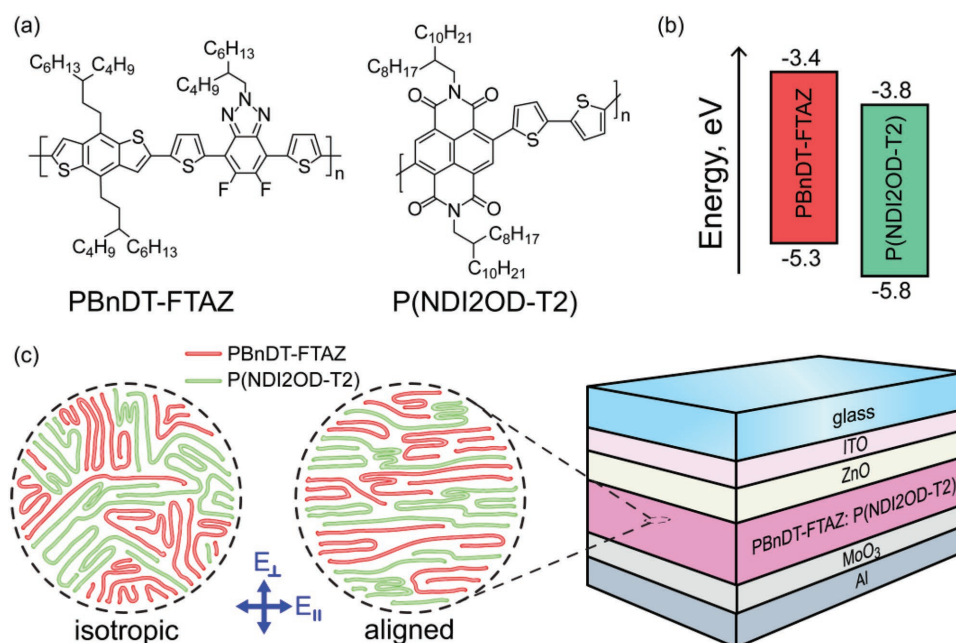 (a)
C6H13 C4H9
C6H13
C4H9
N
N N
S
S
S
S
F F
n
C4H9 C6H13
PBnDT-FTAZ
C10H21
C8H17
O N O
S
S
n
O N O
C8H17
C10H21
P(NDI2OD-T2)
(b)
Energy, eV
-3.4
PBnDT-FTAZ
-5.3
-3.8
P(NDI2OD-T2)
-5.8
(c)
PBnDT-FTAZ
P(NDI2OD-T2)
isotropic
E⊥
E||
aligned
glass
ITO
ZnO
PBnDT-FTAZ: P(NDI2OD-T2)
MoO3
Al